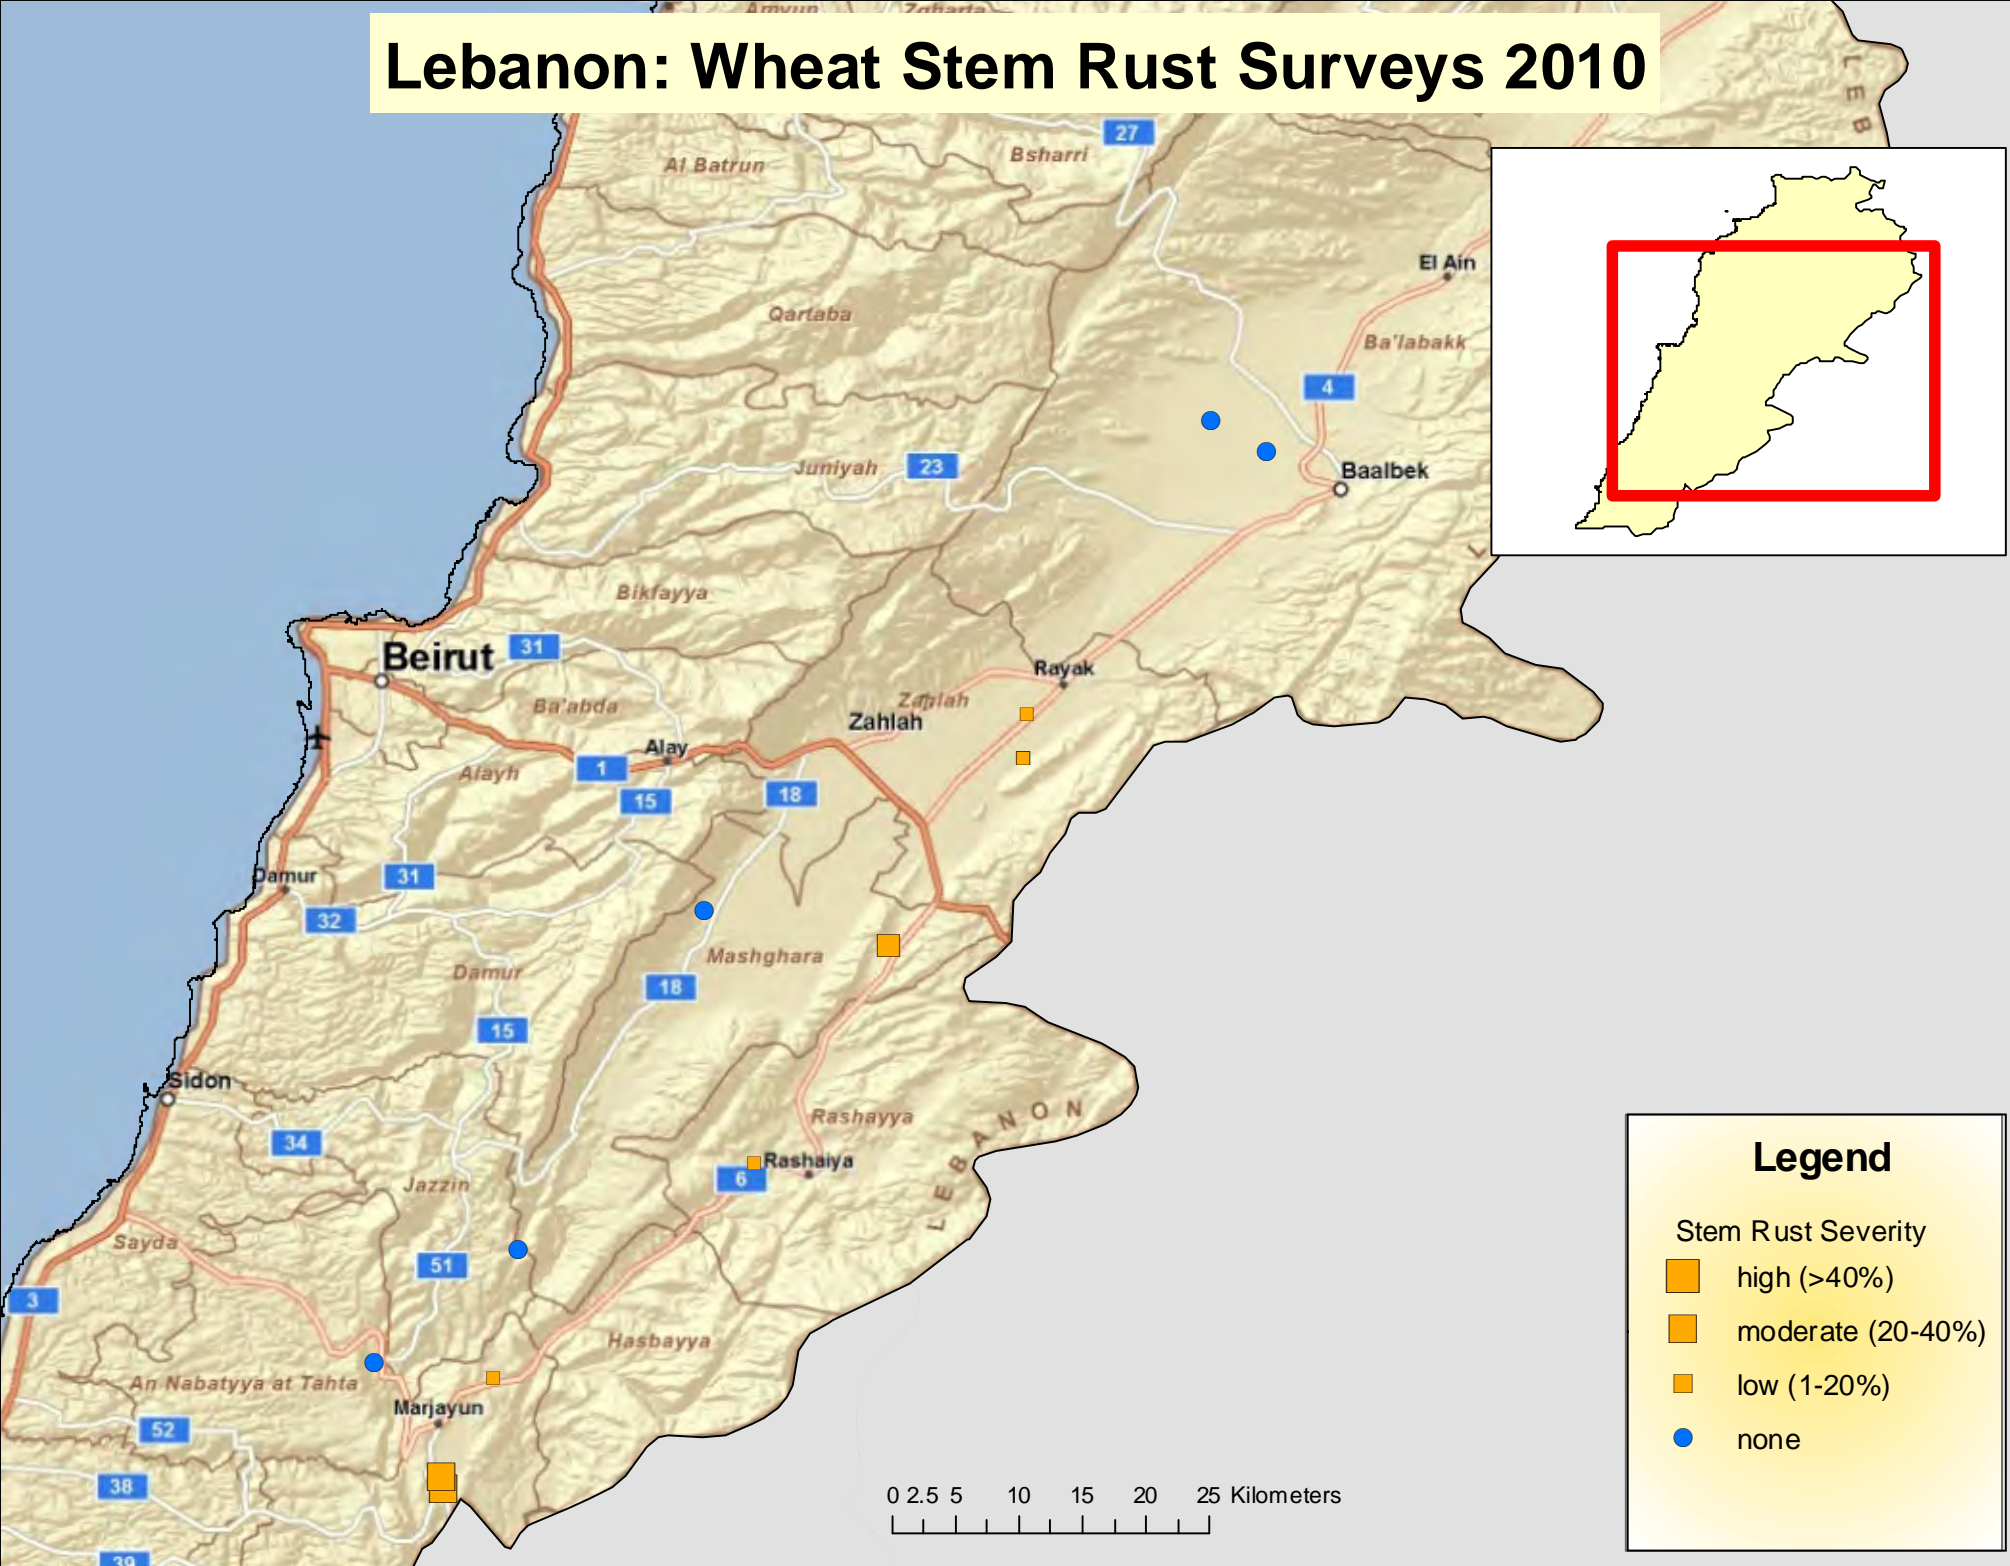 Amyun
Zgharta
Lebanon: Wheat Stem Rust Surveys 2010
LEB
27
Al Batrun
Bsharri
El Ain
Qartaba
Ba'labakk
4
Juniyah
23
Baalbek
L
Bikfayya
Beirut
31
Rayak
Zahlah
Ba'abda
Zahlah
Alay
1
Alayh
15
18
Damur
31
32
Mashghara
Damur
18
15
Sidon
LEBANON
Rashayya
34
Rashaiya
6
Jazzin
Sayda
51
3
Hasbayya
An Nabatyya at Tahta
Marjayun
52
38
39
0 2.5 5 10 15 20 25 Kilometers
Legend
Stem Rust Severity
high (>40%)
moderate (20-40%)
low (1-20%)
none